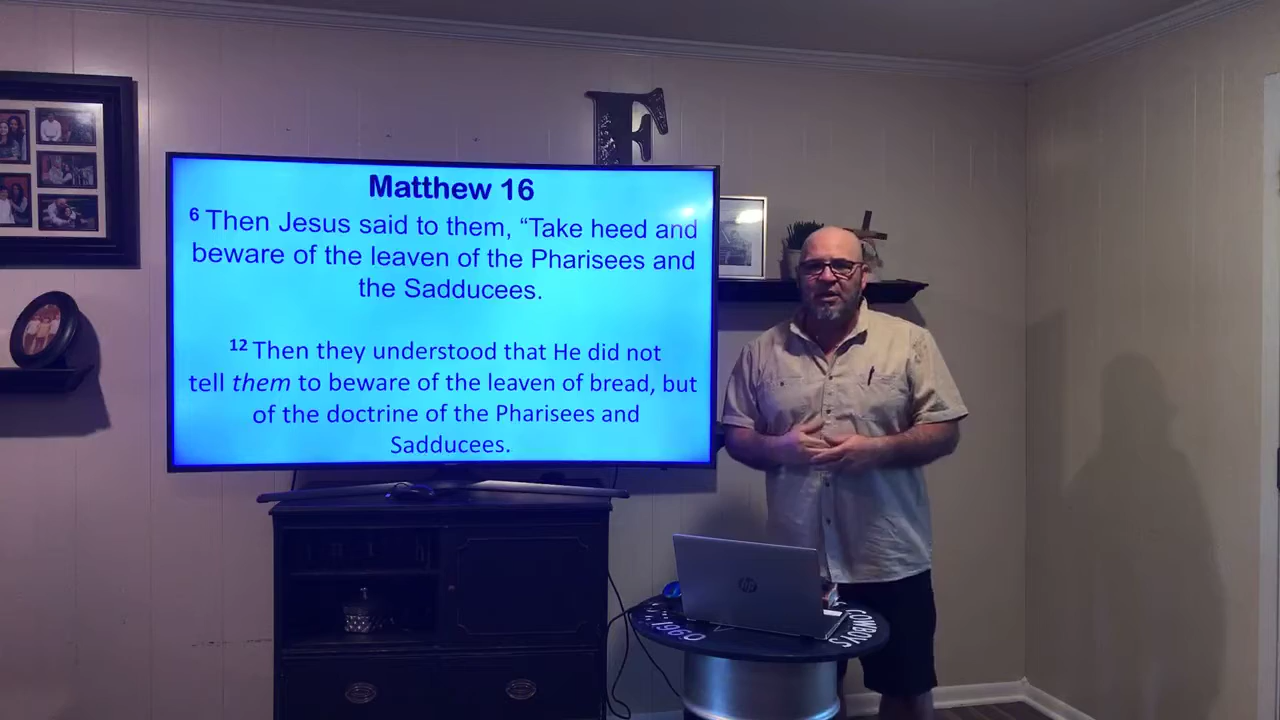 F
Matthew 16
6 Then Jesus said to them, “Take heed and
beware of the leaven of the Pharisees and
the Sadducees.
12 Then they understood that He did not
tell them to beware of the leaven of bread, but
of the doctrine of the Pharisees and
Sadducees.
hp
1960
COWBOYS